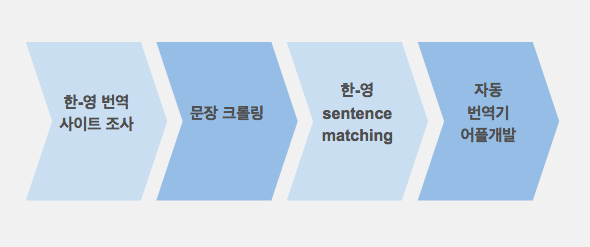 한-영 번역
사이트 조사
문장 크롤링
한-영
sentence
matching
자동
번역기
어플개발